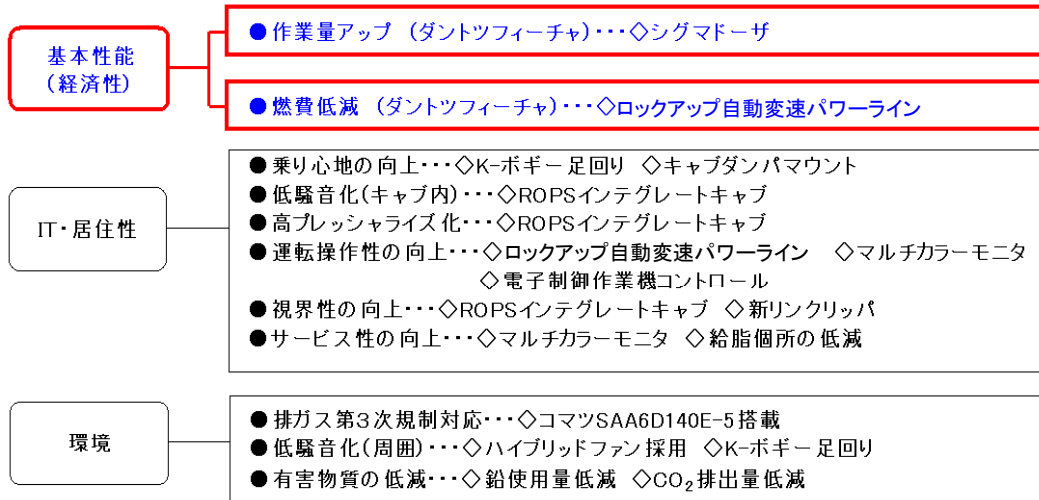 基本性能
(経済性)
●作業量アップ (ダントツフィーチャ)・・・◇シグマドーザ
●燃費低減 (ダントツフィーチャ)・・・◇ロックアップ自動変速パワーライン
IT・居住性
●乗り心地の向上・・・◇K-ボギー足回り ◇キャブダンパマウント
●低騒音化(キャブ内)・・・◇ROPSインテグレートキャブ
●高プレッシャライズ化・・・◇ROPSインテグレートキャブ
●運転操作性の向上・・・◇ロックアップ自動変速パワーライン ◇マルチカラーモニタ
◇電子制御作業機コントロール
●視界性の向上・・・◇ROPSインテグレートキャブ ◇新リンクリッパ
●サービス性の向上・・・◇マルチカラーモニタ ◇給脂個所の低減
環境
●排ガス第3次規制対応・・・◇コマツSAA6D140E-5搭載
●低騒音化(周囲)・・・◇ハイブリッドファン採用 ◇K-ボギー足回り
●有害物質の低減・・・◇鉛使用量低減 ◇CO₂排出量低減